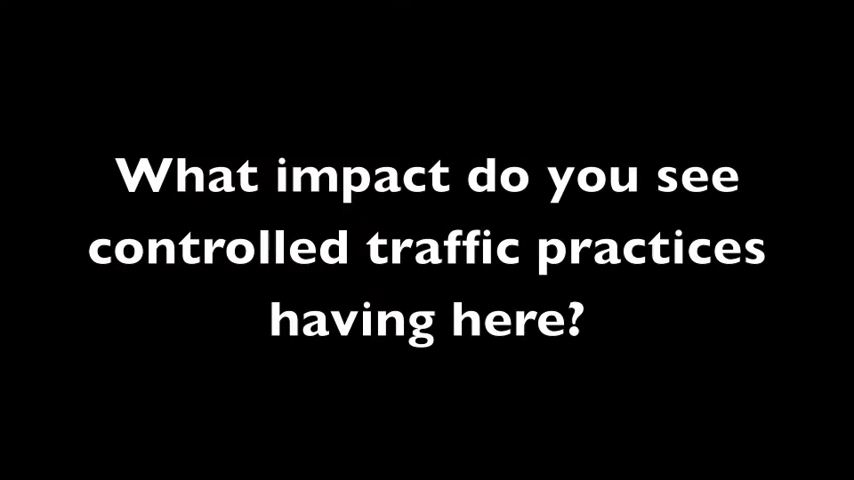 What impact do you see
controlled traffic practices
having here?